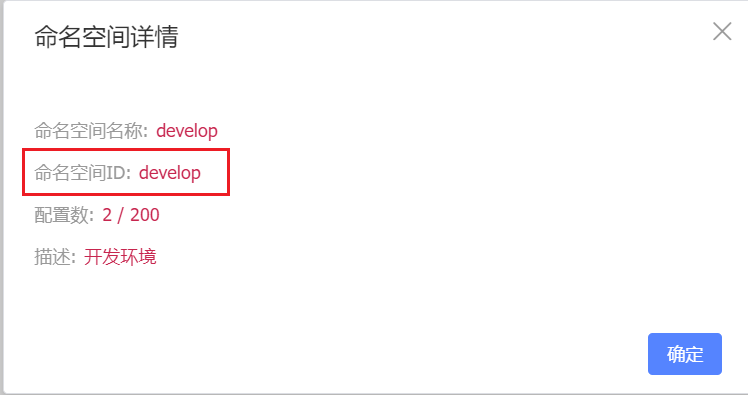 命名空间详情
命名空间名称: develop
命名空间ID: develop
配置数: 2 / 200
描述: 开发环境
确定